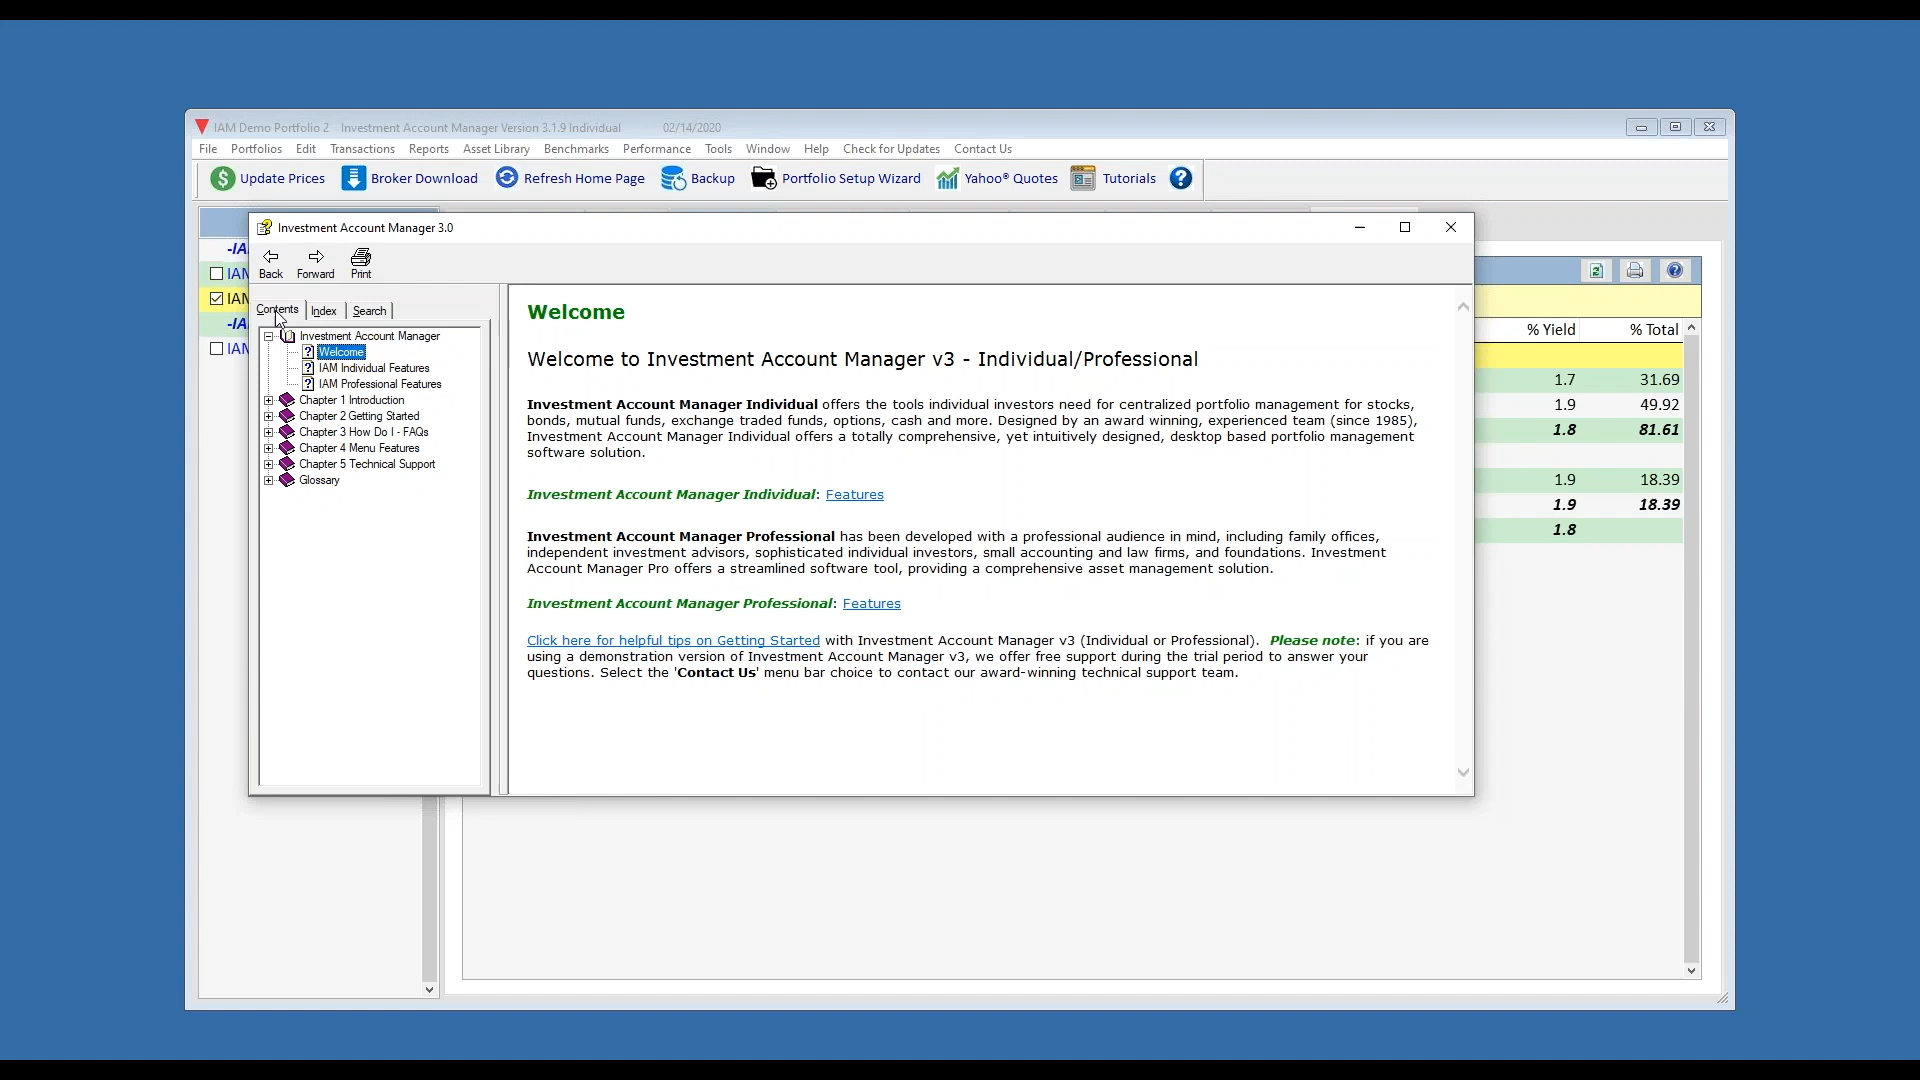 IAM Demo Portfolio 2 Investment Account Manager Version 3.1.9 Individual 02/14/2020
File Portfolios Edit Transactions Reports Asset Library Benchmarks Performance Tools Window Help Check for Updates Contact Us
Update Prices Broker Download Refresh Home Page Backup Portfolio Setup Wizard Yahoo® Quotes Tutorials
Investment Account Manager 3.0
Back Forward Print
Contents Index Search
Investment Account Manager
Welcome
IAM Individual Features
IAM Professional Features
Chapter 1 Introduction
Chapter 2 Getting Started
Chapter 3 How Do I - FAQs
Chapter 4 Menu Features
Chapter 5 Technical Support
Glossary
Welcome
Welcome to Investment Account Manager v3 - Individual/Professional
Investment Account Manager Individual offers the tools individual investors need for centralized portfolio management for stocks,
bonds, mutual funds, exchange traded funds, options, cash and more. Designed by an award winning, experienced team (since 1985),
Investment Account Manager Individual offers a totally comprehensive, yet intuitively designed, desktop based portfolio management
software solution.
Investment Account Manager Individual: Features
Investment Account Manager Professional has been developed with a professional audience in mind, including family offices,
independent investment advisors, sophisticated individual investors, small accounting and law firms, and foundations. Investment
Account Manager Pro offers a streamlined software tool, providing a comprehensive asset management solution.
Investment Account Manager Professional: Features
Click here for helpful tips on Getting Started with Investment Account Manager v3 (Individual or Professional). Please note: if you are
using a demonstration version of Investment Account Manager v3, we offer free support during the trial period to answer your
questions. Select the 'Contact Us' menu bar choice to contact our award-winning technical support team.
% Yield % Total
1.7 31.69
1.9 49.92
1.8 81.61
1.9 18.39
1.9 18.39
1.8